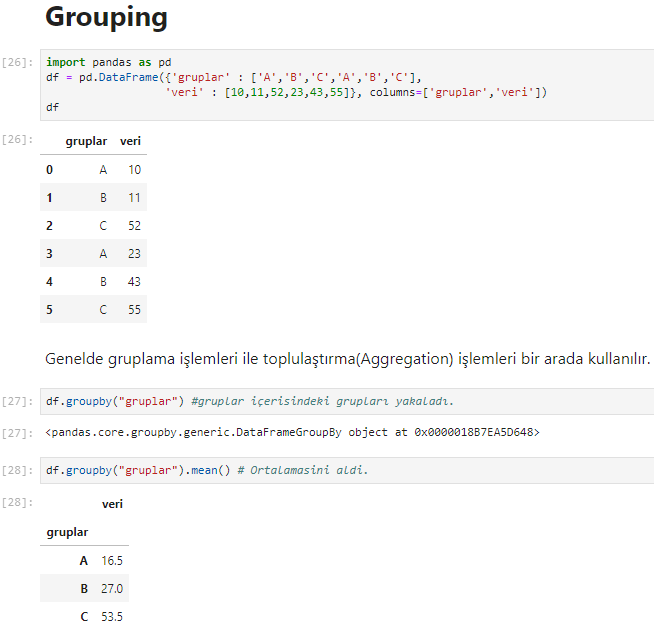 Grouping
[26]: import pandas as pd
df = pd.DataFrame({'gruplar' : ['A','B','C','A','B','C'],
'veri' : [10,11,52,23,43,55]}, columns=['gruplar','veri'])
df
[26]: gruplar veri
0 A 10
1 B 11
2 C 52
3 A 23
4 B 43
5 C 55
Genelde gruplama işlemleri ile toplulaştırma(Aggregation) işlemleri bir arada kullanılır.
[27]: df.groupby("gruplar") #gruplar içerisindeki grupları yakaladı.
[27]: <pandas.core.groupby.generic.DataFrameGroupBy object at 0x0000018B7EA5D648>
[28]: df.groupby("gruplar").mean() # Ortalamasini aldi.
[28]: veri
gruplar
A 16.5
B 27.0
C 53.5